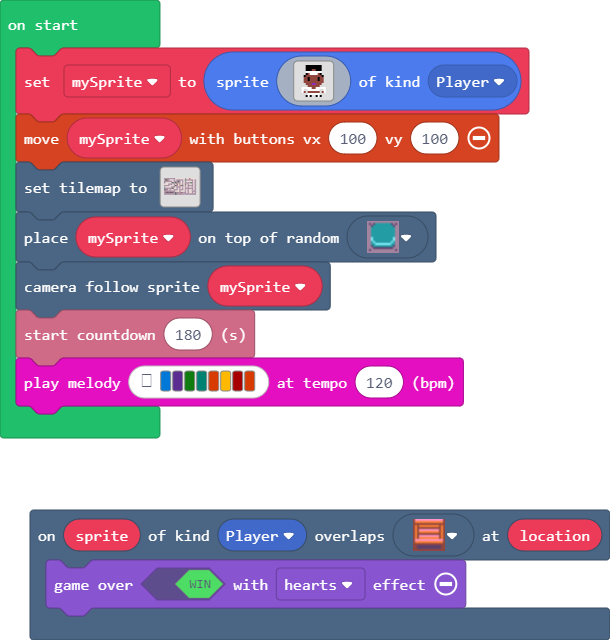 on start
set mySprite to sprite of kind Player
move mySprite with buttons vx 100 vy 100
set tilemap to
place mySprite on top of random
camera follow sprite mySprite
start countdown 180 (s)
play melody at tempo 120 (bpm)
on sprite of kind Player overlaps at location
game over WIN with hearts effect